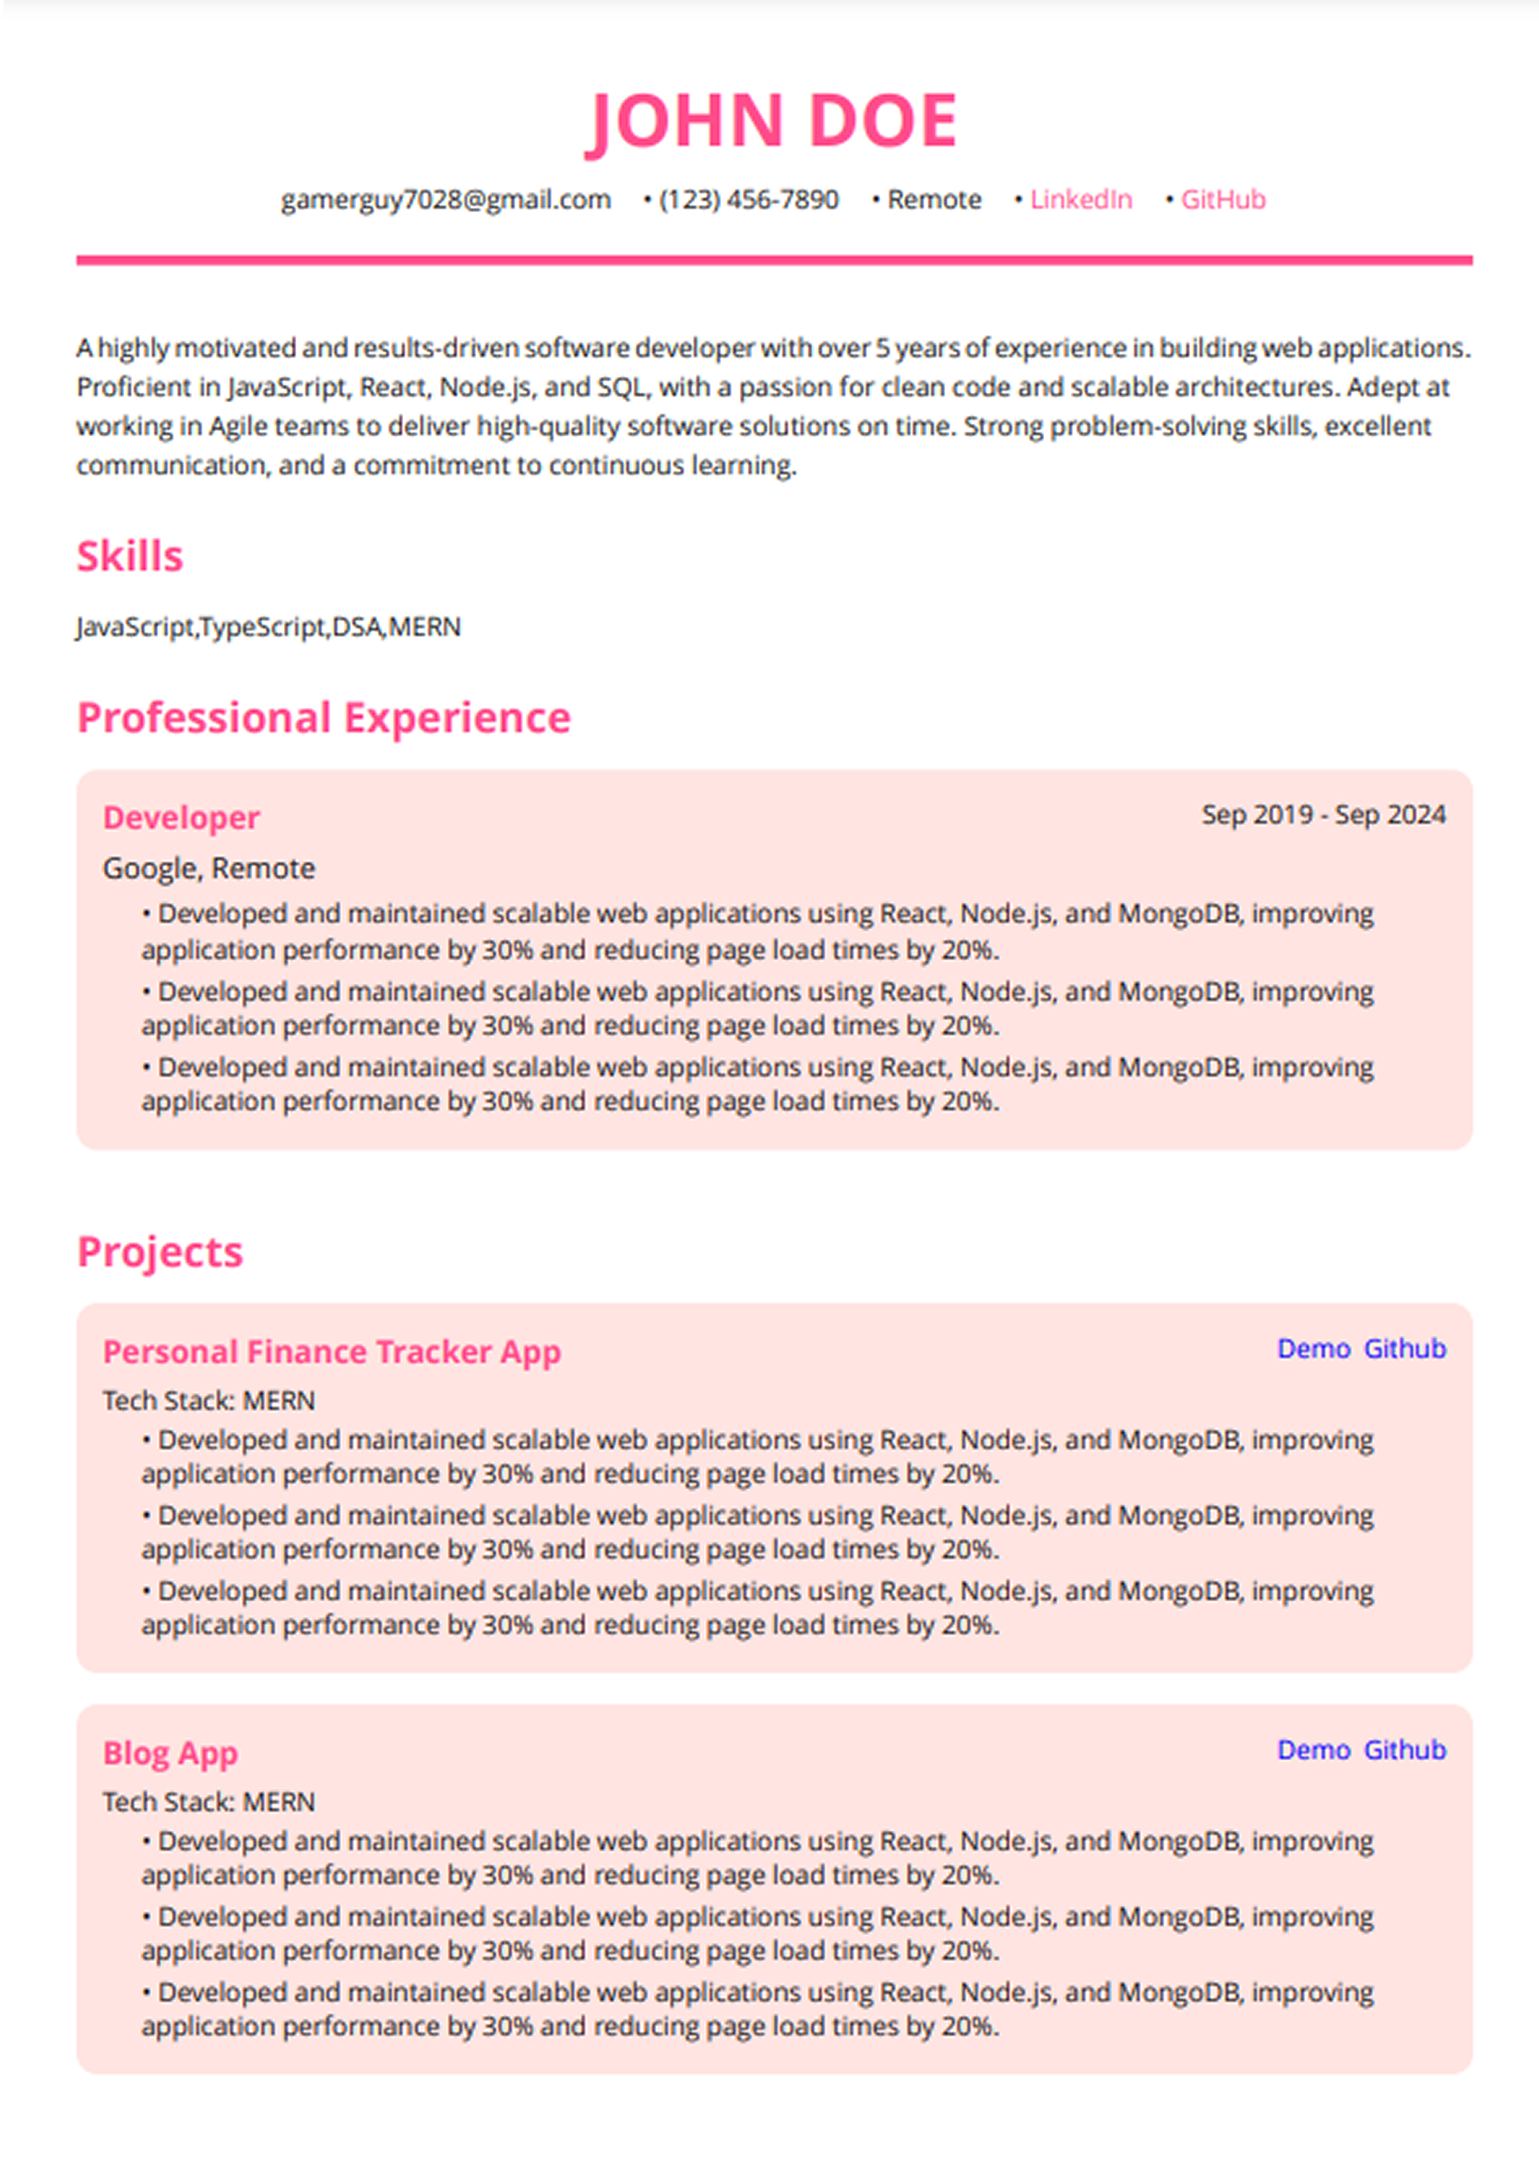 JOHN DOE
gamerguy7028@gmail.com • (123) 456-7890 • Remote • LinkedIn • GitHub
A highly motivated and results-driven software developer with over 5 years of experience in building web applications.
Proficient in JavaScript, React, Node.js, and SQL, with a passion for clean code and scalable architectures. Adept at
working in Agile teams to deliver high-quality software solutions on time. Strong problem-solving skills, excellent
communication, and a commitment to continuous learning.
Skills
JavaScript,TypeScript,DSA,MERN
Professional Experience
Developer Sep 2019 - Sep 2024
Google, Remote
• Developed and maintained scalable web applications using React, Node.js, and MongoDB, improving
application performance by 30% and reducing page load times by 20%.
• Developed and maintained scalable web applications using React, Node.js, and MongoDB, improving
application performance by 30% and reducing page load times by 20%.
• Developed and maintained scalable web applications using React, Node.js, and MongoDB, improving
application performance by 30% and reducing page load times by 20%.
Projects
Personal Finance Tracker App Demo Github
Tech Stack: MERN
• Developed and maintained scalable web applications using React, Node.js, and MongoDB, improving
application performance by 30% and reducing page load times by 20%.
• Developed and maintained scalable web applications using React, Node.js, and MongoDB, improving
application performance by 30% and reducing page load times by 20%.
• Developed and maintained scalable web applications using React, Node.js, and MongoDB, improving
application performance by 30% and reducing page load times by 20%.
Blog App Demo Github
Tech Stack: MERN
• Developed and maintained scalable web applications using React, Node.js, and MongoDB, improving
application performance by 30% and reducing page load times by 20%.
• Developed and maintained scalable web applications using React, Node.js, and MongoDB, improving
application performance by 30% and reducing page load times by 20%.
• Developed and maintained scalable web applications using React, Node.js, and MongoDB, improving
application performance by 30% and reducing page load times by 20%.